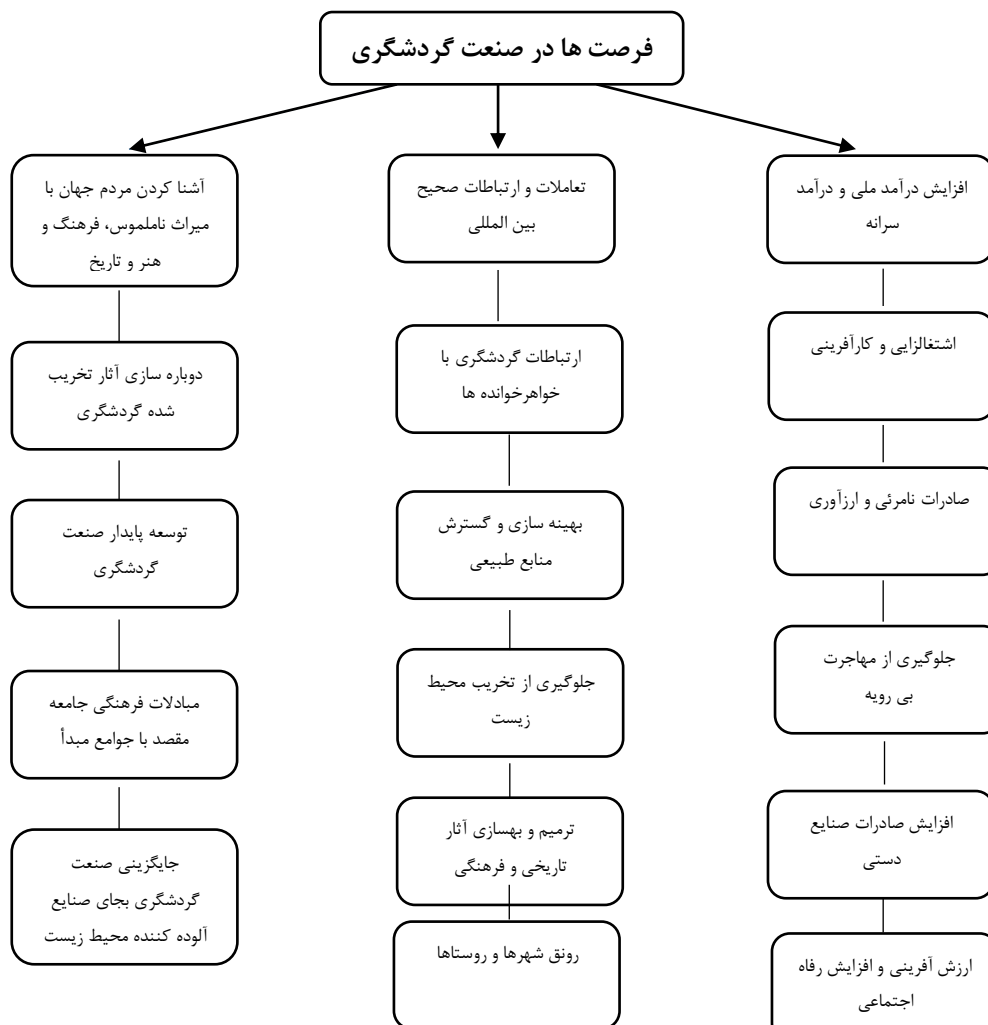 فرصت ها در صنعت گردشگری
افزایش درآمد ملی و درآمد
سرانه
اشتغالزایی و کارآفرینی
صادرات نامرئی و ارزآوری
جلوگیری از مهاجرت
بی رویه
افزایش صادرات صنایع
دستی
ارزش آفرینی و افزایش رفاه
اجتماعی
تعاملات و ارتباطات صحیح
بین المللی
ارتباطات گردشگری با
خواهرخوانده ها
بهینه سازی و گسترش
منابع طبیعی
جلوگیری از تخریب محیط
زیست
ترمیم و بهسازی آثار
تاریخی و فرهنگی
رونق شهرها و روستاها
آشنا کردن مردم جهان با
میراث ناملموس، فرهنگ و
هنر و تاریخ
دوباره سازی آثار تخریب
شده گردشگری
توسعه پایدار صنعت
گردشگری
مبادلات فرهنگی جامعه
مقصد با جوامع مبدأ
جایگزینی صنعت
گردشگری بجای صنایع
آلوده کننده محیط زیست